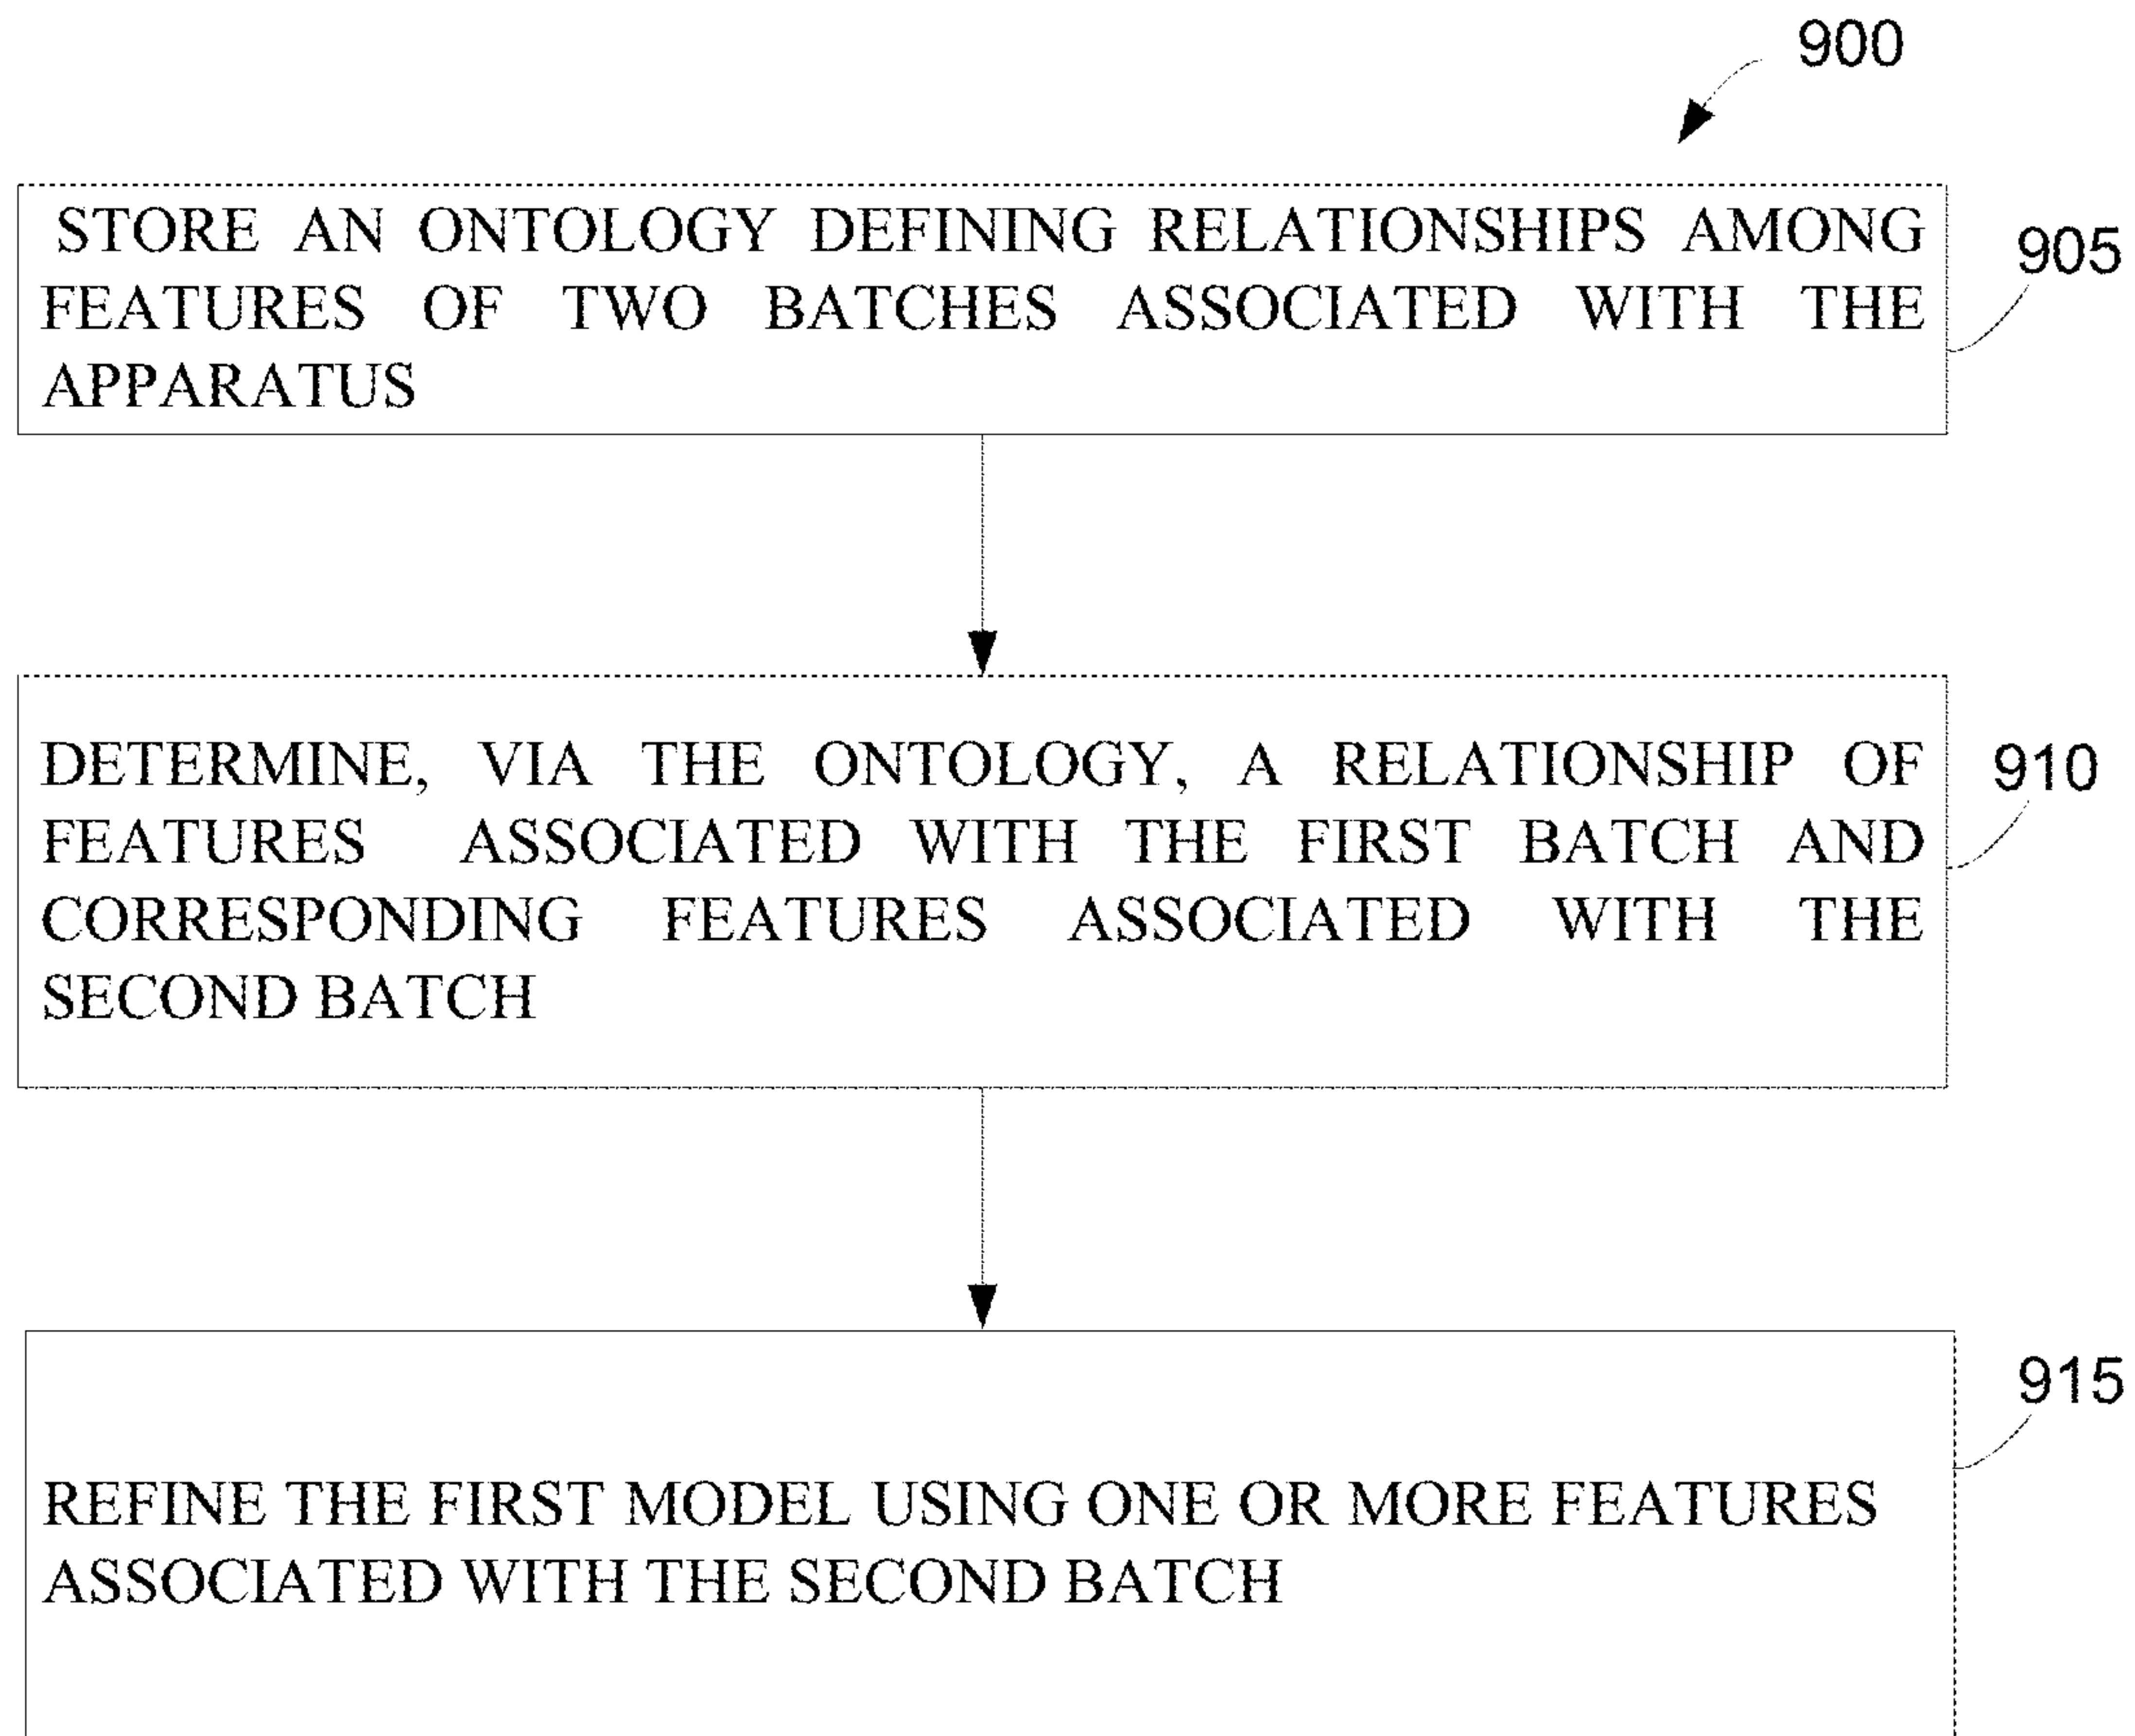 900
STORE AN ONTOLOGY DEFINING RELATIONSHIPS AMONG
FEATURES OF TWO BATCHES ASSOCIATED WITH THE
APPARATUS
905
DETERMINE, VIA THE ONTOLOGY, A RELATIONSHIP OF
FEATURES ASSOCIATED WITH THE FIRST BATCH AND
CORRESPONDING FEATURES ASSOCIATED WITH THE
SECOND BATCH
910
REFINE THE FIRST MODEL USING ONE OR MORE FEATURES
ASSOCIATED WITH THE SECOND BATCH
915